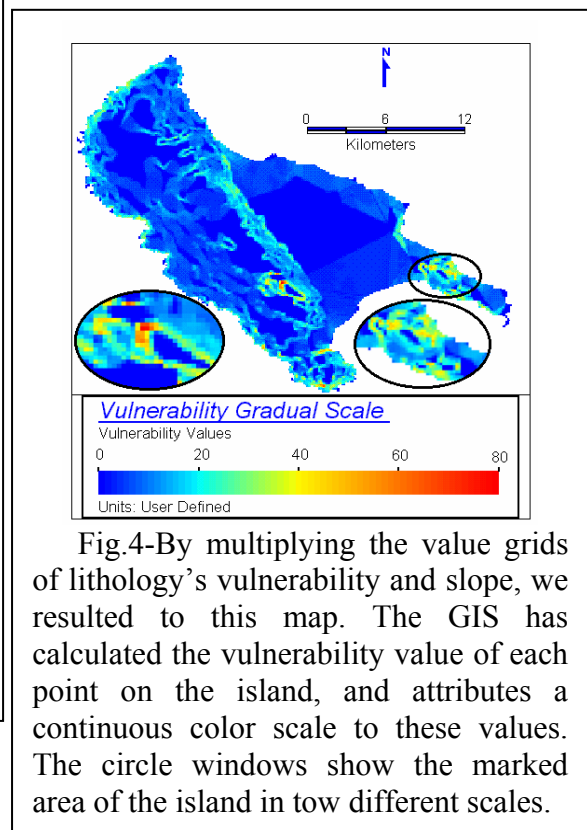 N
0 6 12
Kilometers
Vulnerability Gradual Scale
Vulnerability Values
0 20 40 60 80
Units: User Defined
Fig.4-By multiplying the value grids
of lithology’s vulnerability and slope, we
resulted to this map. The GIS has
calculated the vulnerability value of each
point on the island, and attributes a
continuous color scale to these values.
The circle windows show the marked
area of the island in tow different scales.